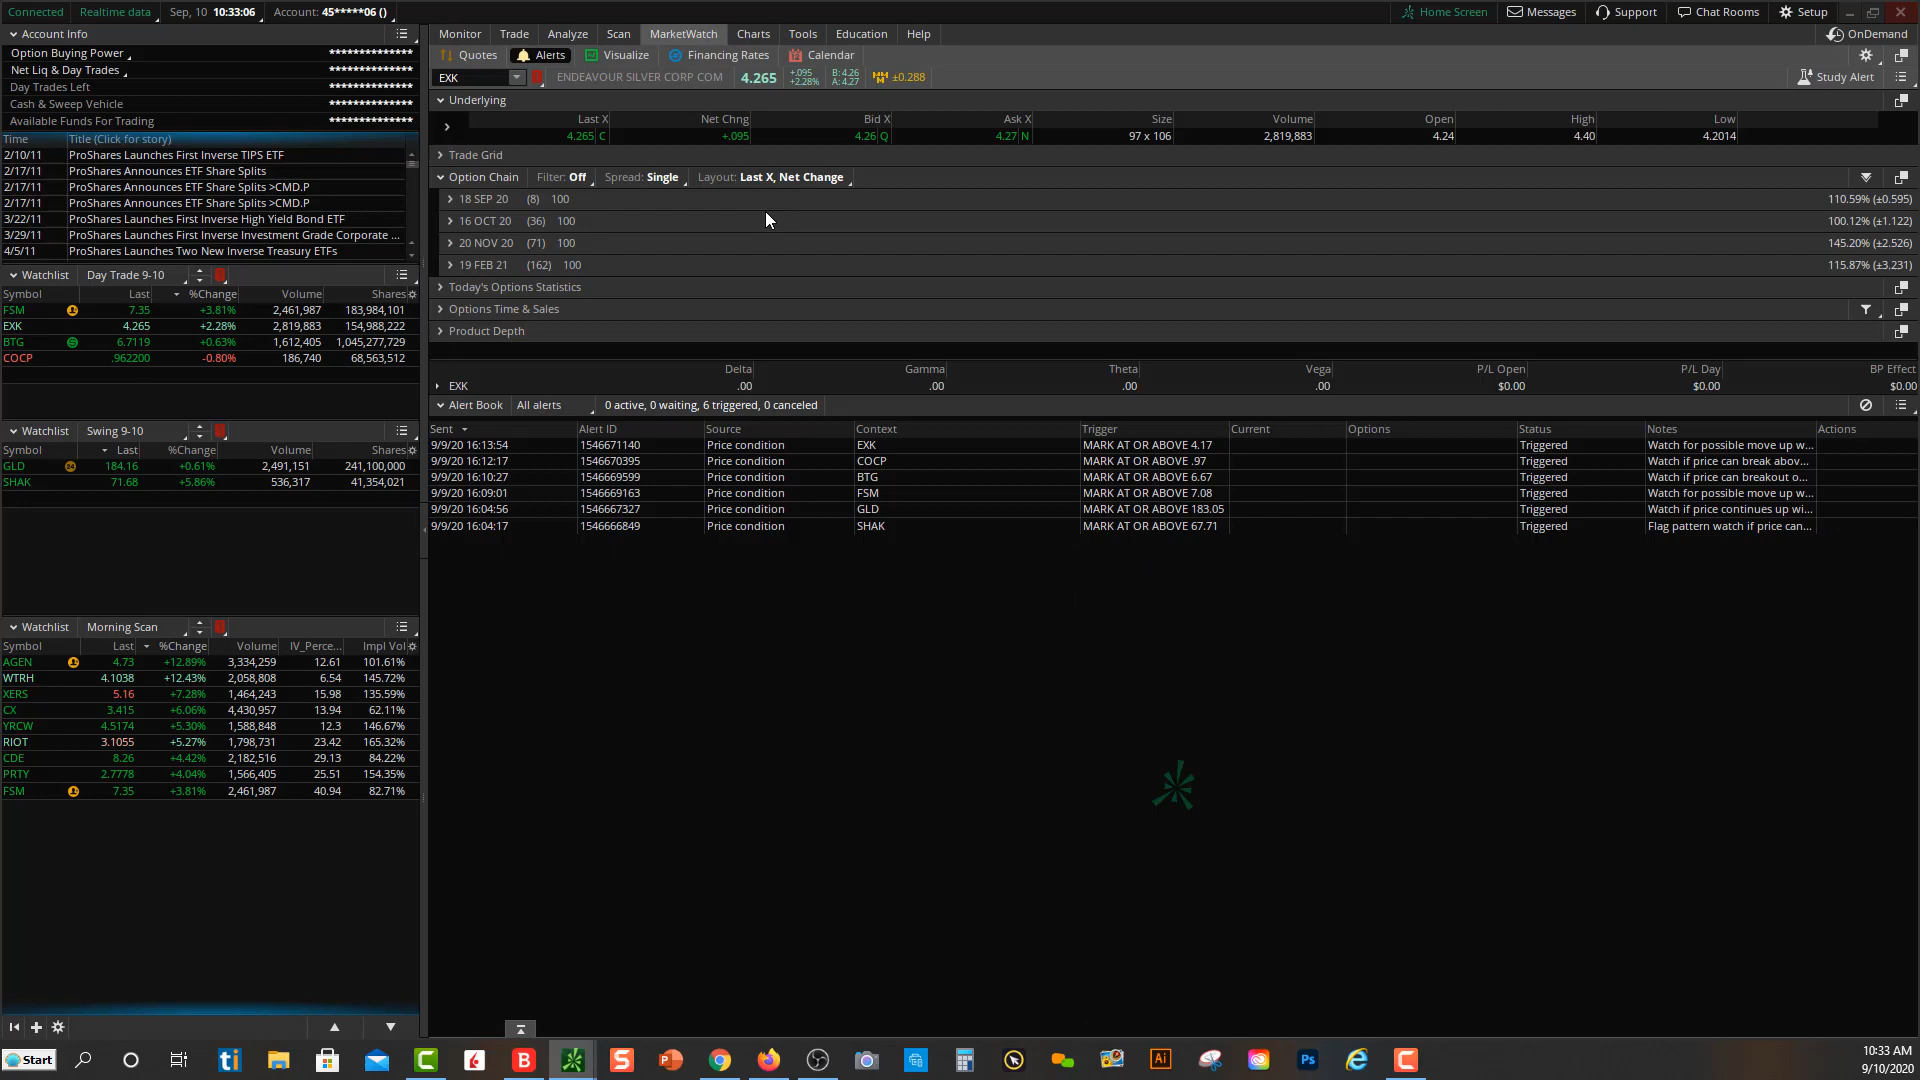 Connected Realtime data Sep, 10 10:33:06 Account: 45*****06 () Home Screen Messages Support Chat Rooms Setup
Account Info
Option Buying Power **************
Net Liq & Day Trades **************
Day Trades Left **************
Cash & Sweep Vehicle **************
Available Funds For Trading **************
Time Title (Click for story)
2/10/11 ProShares Launches First Inverse TIPS ETF
2/17/11 ProShares Announces ETF Share Splits
2/17/11 ProShares Announces ETF Share Splits >CMD.P
2/17/11 ProShares Announces ETF Share Splits >CMD.P
3/22/11 ProShares Launches First Inverse High Yield Bond ETF
3/29/11 ProShares Launches First Inverse Investment Grade Corporate ...
4/5/11 ProShares Launches Two New Inverse Treasury ETFs
Watchlist Day Trade 9-10
Symbol Last %Change Volume Shares
FSM 7.35 +3.81% 2,461,987 183,984,101
EXK 4.265 +2.28% 2,819,883 154,988,222
BTG 6.7119 +0.63% 1,612,405 1,045,277,729
COCP .962200 -0.80% 186,740 68,563,512
Watchlist Swing 9-10
Symbol Last %Change Volume Shares
GLD 184.16 +0.61% 2,491,151 241,100,000
SHAK 71.68 +5.86% 536,317 41,354,021
Watchlist Morning Scan
Symbol Last %Change Volume IV_Perce... Impl Vol
AGEN 4.73 +12.89% 3,334,259 12.61 101.61%
WTRH 4.1038 +12.43% 2,058,808 6.54 145.72%
XERS 5.16 +7.28% 1,464,243 15.98 135.59%
CX 3.415 +6.06% 4,430,957 13.94 62.11%
YRCW 4.5174 +5.30% 1,588,848 12.3 146.67%
RIOT 3.1055 +5.27% 1,798,731 23.42 165.32%
CDE 8.26 +4.42% 2,182,516 29.13 84.22%
PRTY 2.7778 +4.04% 1,566,405 25.51 154.35%
FSM 7.35 +3.81% 2,461,987 40.94 82.71%
Monitor Trade Analyze Scan MarketWatch Charts Tools Education Help OnDemand
Quotes Alerts Visualize Financing Rates Calendar
EXK ENDEAVOUR SILVER CORP COM 4.265 +.095 +2.28% B: 4.26 A: 4.27 ±0.288 Study Alert
Underlying
Last X Net Chng Bid X Ask X Size Volume Open High Low
4.265 C +.095 4.26 Q 4.27 N 97 x 106 2,819,883 4.24 4.40 4.2014
Trade Grid
Option Chain Filter: Off Spread: Single Layout: Last X, Net Change
18 SEP 20 (8) 100 110.59% (±0.595)
16 OCT 20 (36) 100 100.12% (±1.122)
20 NOV 20 (71) 100 145.20% (±2.526)
19 FEB 21 (162) 100 115.87% (±3.231)
Today's Options Statistics
Options Time & Sales
Product Depth
Delta Gamma Theta Vega P/L Open P/L Day BP Effect
EXK .00 .00 .00 .00 $0.00 $0.00 $0.00
Alert Book All alerts 0 active, 0 waiting, 6 triggered, 0 canceled
Sent Alert ID Source Context Trigger Current Options Status Notes Actions
9/9/20 16:13:54 1546671140 Price condition EXK MARK AT OR ABOVE 4.17 Triggered Watch for possible move up w...
9/9/20 16:12:17 1546670395 Price condition COCP MARK AT OR ABOVE .97 Triggered Watch if price can break abov...
9/9/20 16:10:27 1546669599 Price condition BTG MARK AT OR ABOVE 6.67 Triggered Watch if price can breakout o...
9/9/20 16:09:01 1546669163 Price condition FSM MARK AT OR ABOVE 7.08 Triggered Watch for possible move up w...
9/9/20 16:04:56 1546667327 Price condition GLD MARK AT OR ABOVE 183.05 Triggered Watch if price continues up wi...
9/9/20 16:04:17 1546666849 Price condition SHAK MARK AT OR ABOVE 67.71 Triggered Flag pattern watch if price can...
Start 10:33 AM
9/10/2020